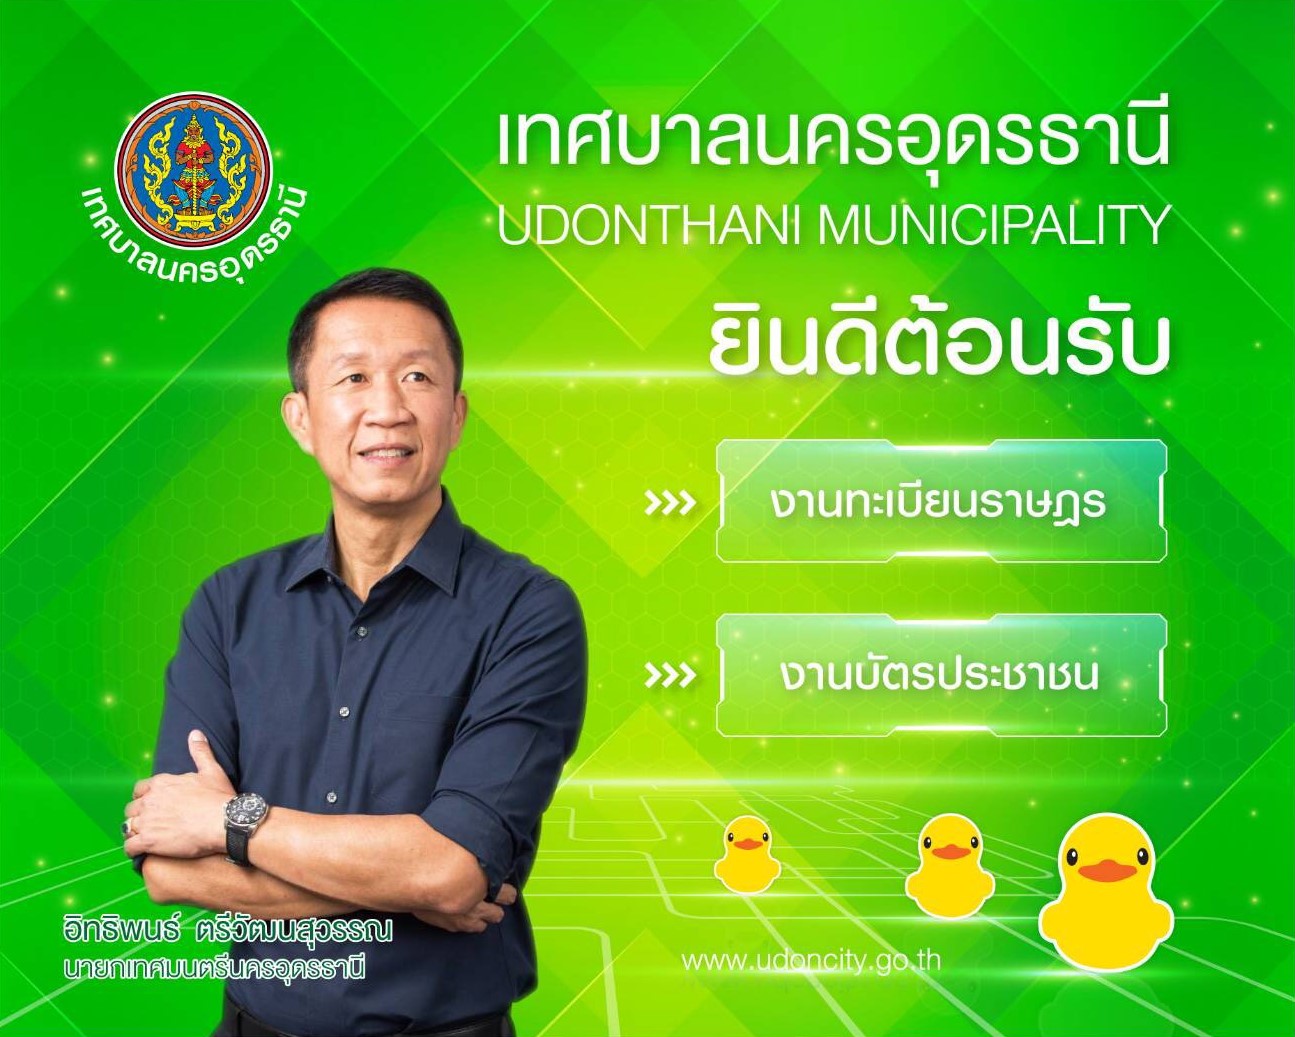 เทศบาลนครอุดรธานี
เทศบาลนครอุดรธานี
UDONTHANI MUNICIPALITY
ยินดีต้อนรับ
>>> งานทะเบียนราษฎร
>>> งานบัตรประชาชน
อิทธิพนธ์ ตรีวัฒนสุวรรณ
นายกเทศมนตรีนครอุดรธานี
www.udoncity.go.th